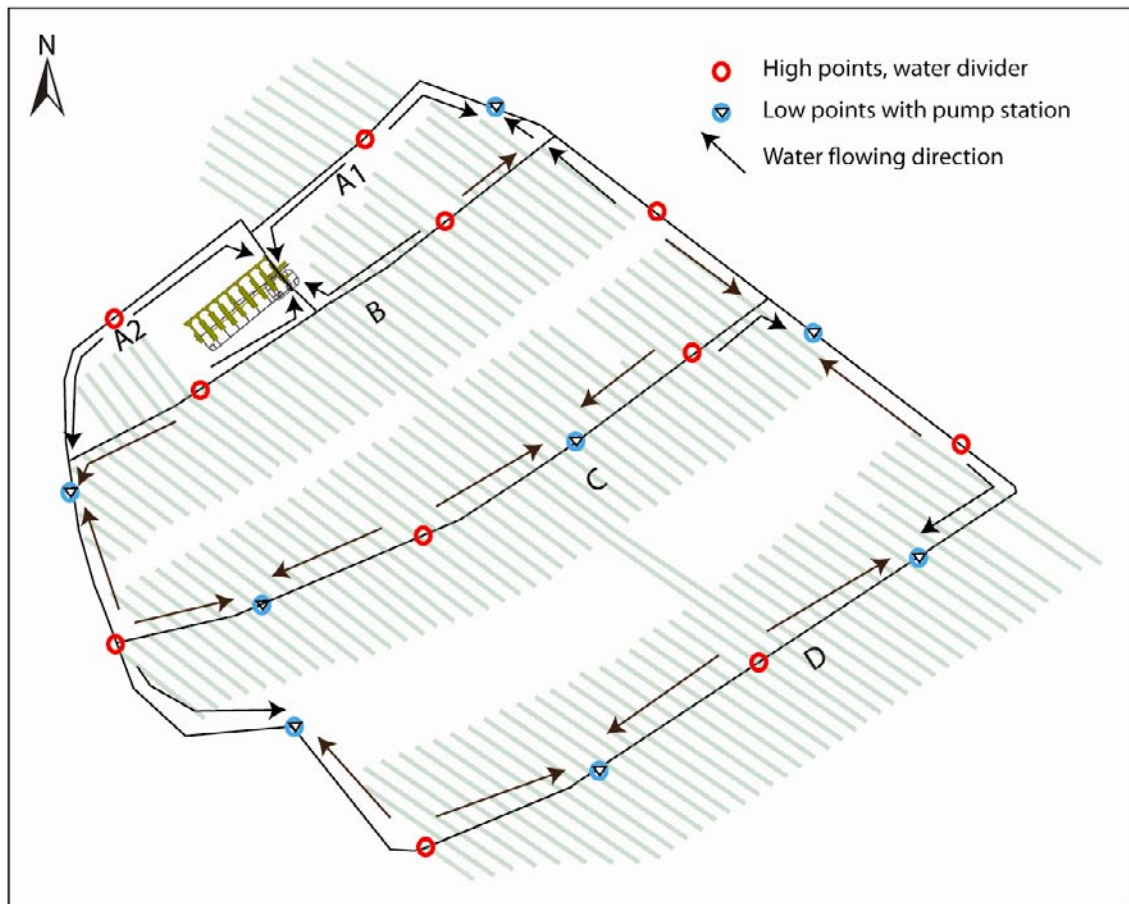 N
High points, water divider
Low points with pump station
Water flowing direction
A1
A2
B
C
D